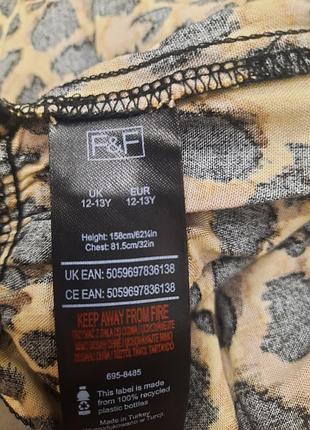 F&F
UK EUR
12-13Y 12-13Y
Height: 158cm/62¼in
Chest: 81.5cm/32in
UK EAN: 5059697836138
CE EAN: 5059697836138
KEEP AWAY FROM FIRE
695-8485
This label is made
from 100% recycled
plastic bottles
Made in Turkey